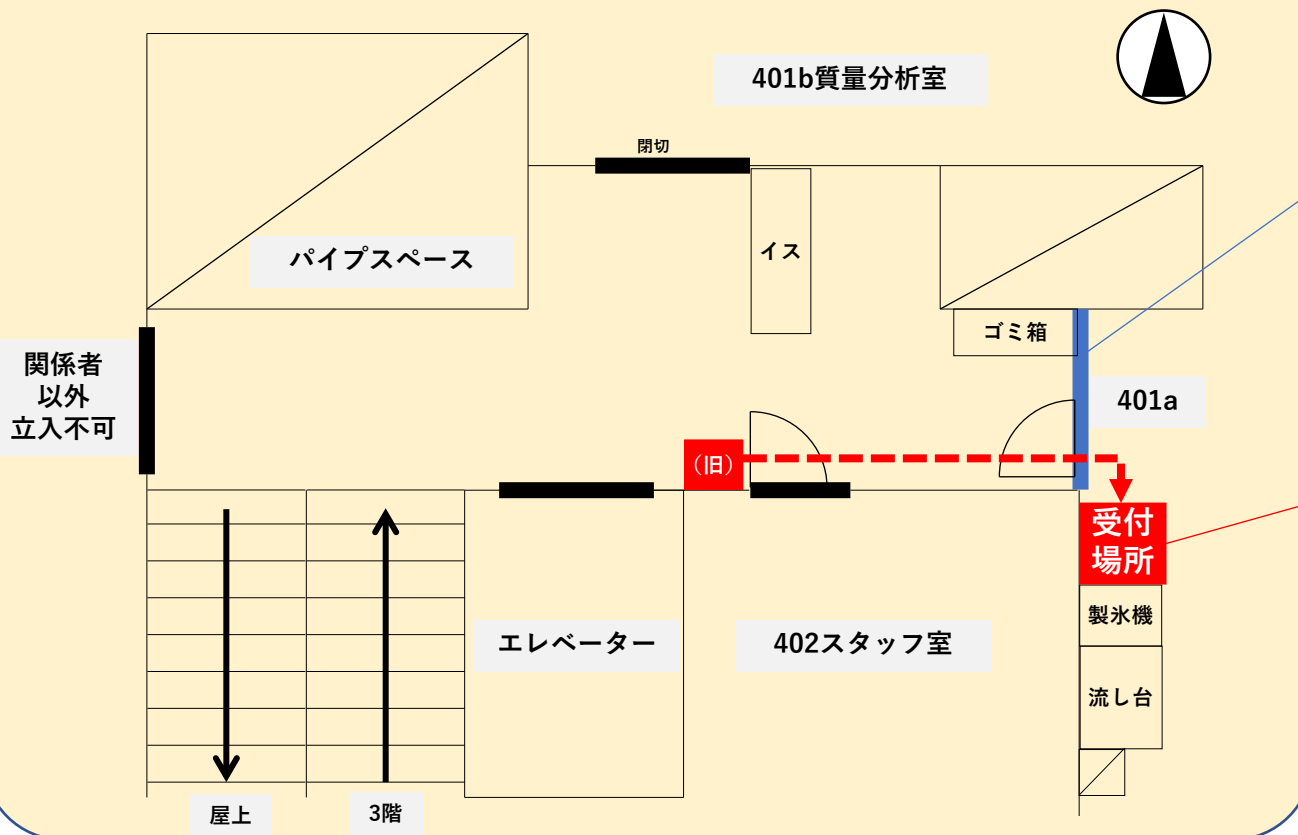 401b質量分析室
閉切
パイプスペース
イス
ゴミ箱
関係者
以外
立入不可
401a
（旧）
受付
場所
製氷機
エレベーター
402スタッフ室
流し台
屋上
3階